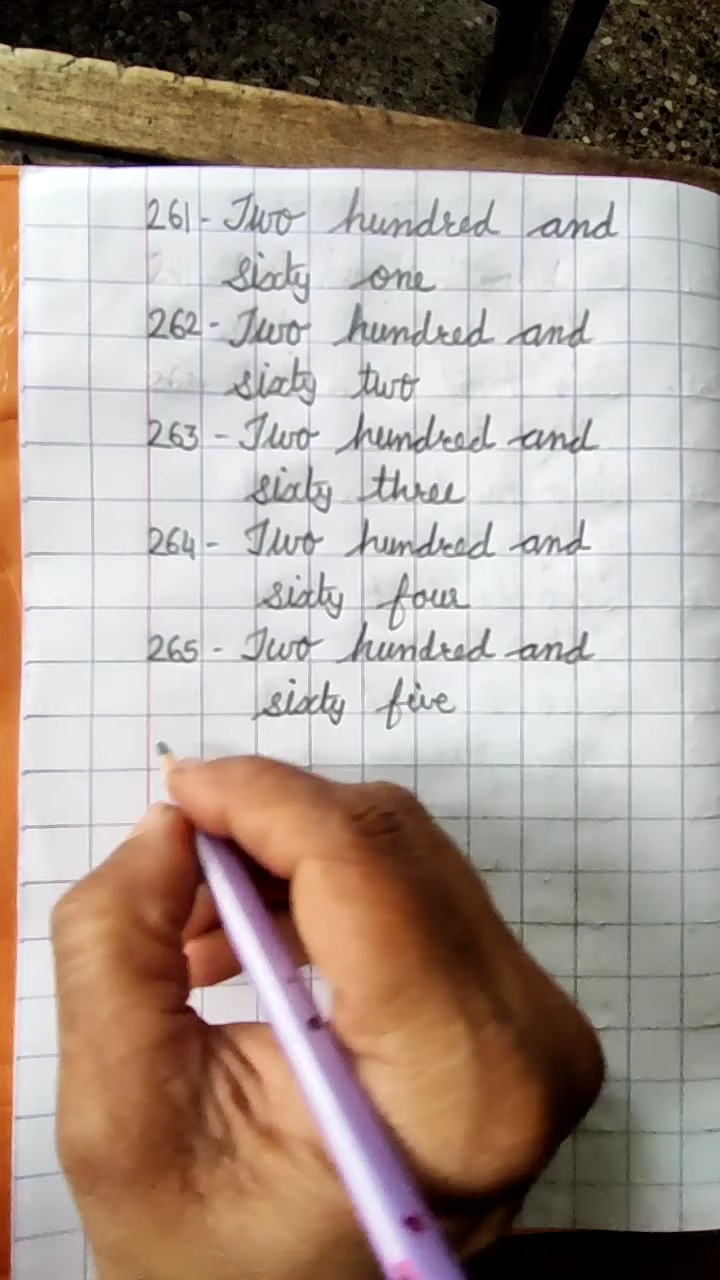 261- Two hundred and
sixty one
262- Two hundred and
sixty two
263- Two hundred and
sixty three
264- Two hundred and
sixty four
265- Two hundred and
sixty five